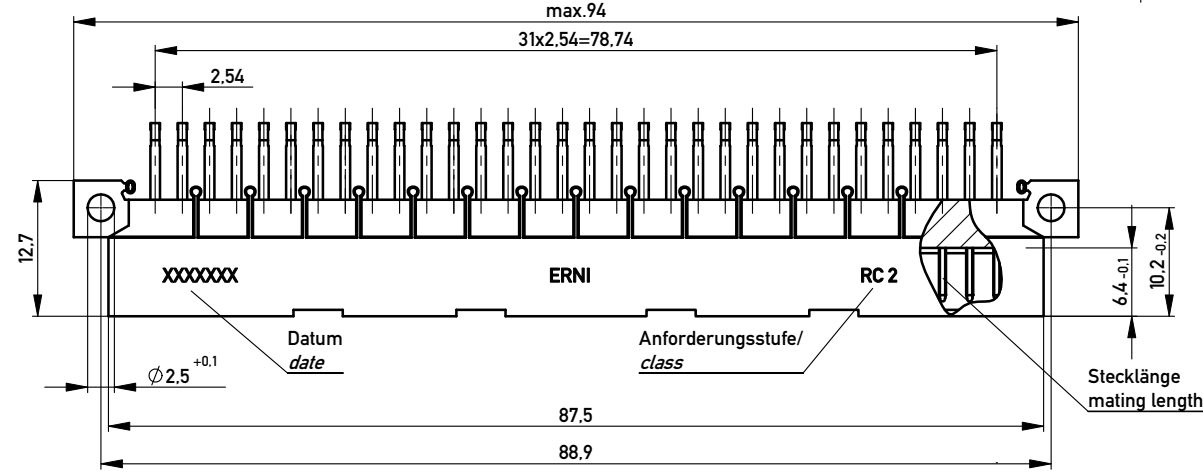 max.94
31x2,54=78,74
2,54
12,7
XXXXXXX
ERNI
RC 2
6,4 -0,1
10,2 -0,2
Datum
date
Anforderungsstufe/
class
Ø2,5 +0,1
Stecklänge
mating length
87,5
88,9